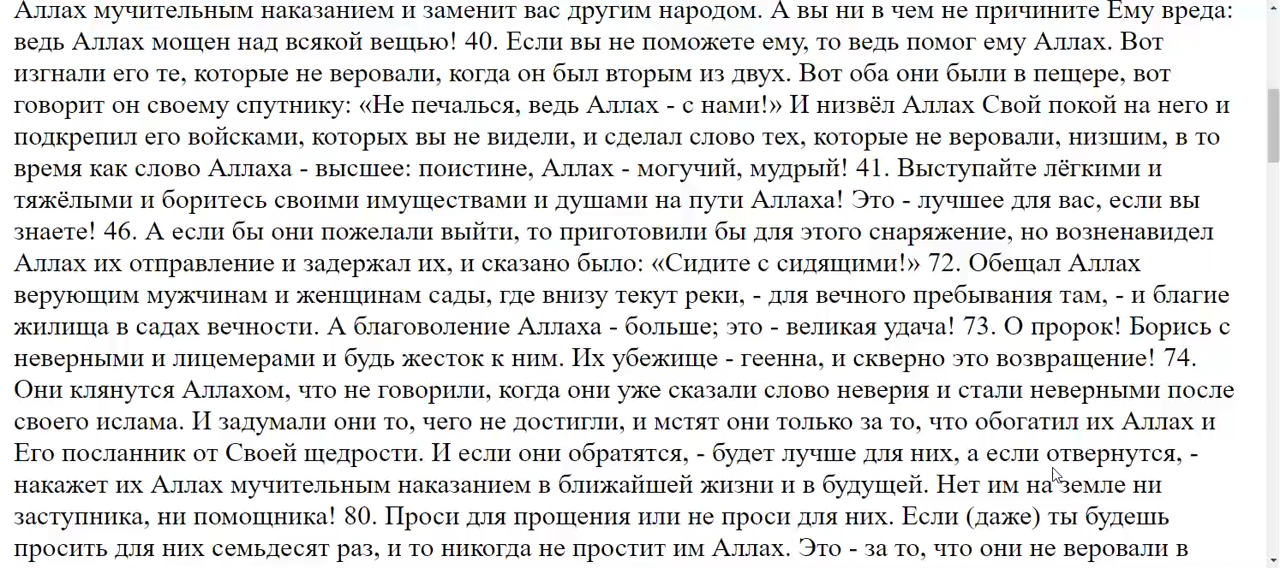 Аллах мучительным наказанием и заменит вас другим народом. А вы ни в чем не причините Ему вреда:
ведь Аллах мощен над всякой вещью! 40. Если вы не поможете ему, то ведь помог ему Аллах. Вот
изгнали его те, которые не веровали, когда он был вторым из двух. Вот оба они были в пещере, вот
говорит он своему спутнику: «Не печалься, ведь Аллах - с нами!» И низвёл Аллах Свой покой на него и
подкрепил его войсками, которых вы не видели, и сделал слово тех, которые не веровали, низшим, в то
время как слово Аллаха - высшее: поистине, Аллах - могучий, мудрый! 41. Выступайте лёгкими и
тяжёлыми и боритесь своими имуществами и душами на пути Аллаха! Это - лучшее для вас, если вы
знаете! 46. А если бы они пожелали выйти, то приготовили бы для этого снаряжение, но возненавидел
Аллах их отправление и задержал их, и сказано было: «Сидите с сидящими!» 72. Обещал Аллах
верующим мужчинам и женщинам сады, где внизу текут реки, - для вечного пребывания там, - и благие
жилища в садах вечности. А благоволение Аллаха - больше; это - великая удача! 73. О пророк! Борись с
неверными и лицемерами и будь жесток к ним. Их убежище - геенна, и скверно это возвращение! 74.
Они клянутся Аллахом, что не говорили, когда они уже сказали слово неверия и стали неверными после
своего ислама. И задумали они то, чего не достигли, и мстят они только за то, что обогатил их Аллах и
Его посланник от Своей щедрости. И если они обратятся, - будет лучше для них, а если отвернутся, -
накажет их Аллах мучительным наказанием в ближайшей жизни и в будущей. Нет им на земле ни
заступника, ни помощника! 80. Проси для прощения или не проси для них. Если (даже) ты будешь
просить для них семьдесят раз, и то никогда не простит им Аллах. Это - за то, что они не веровали в